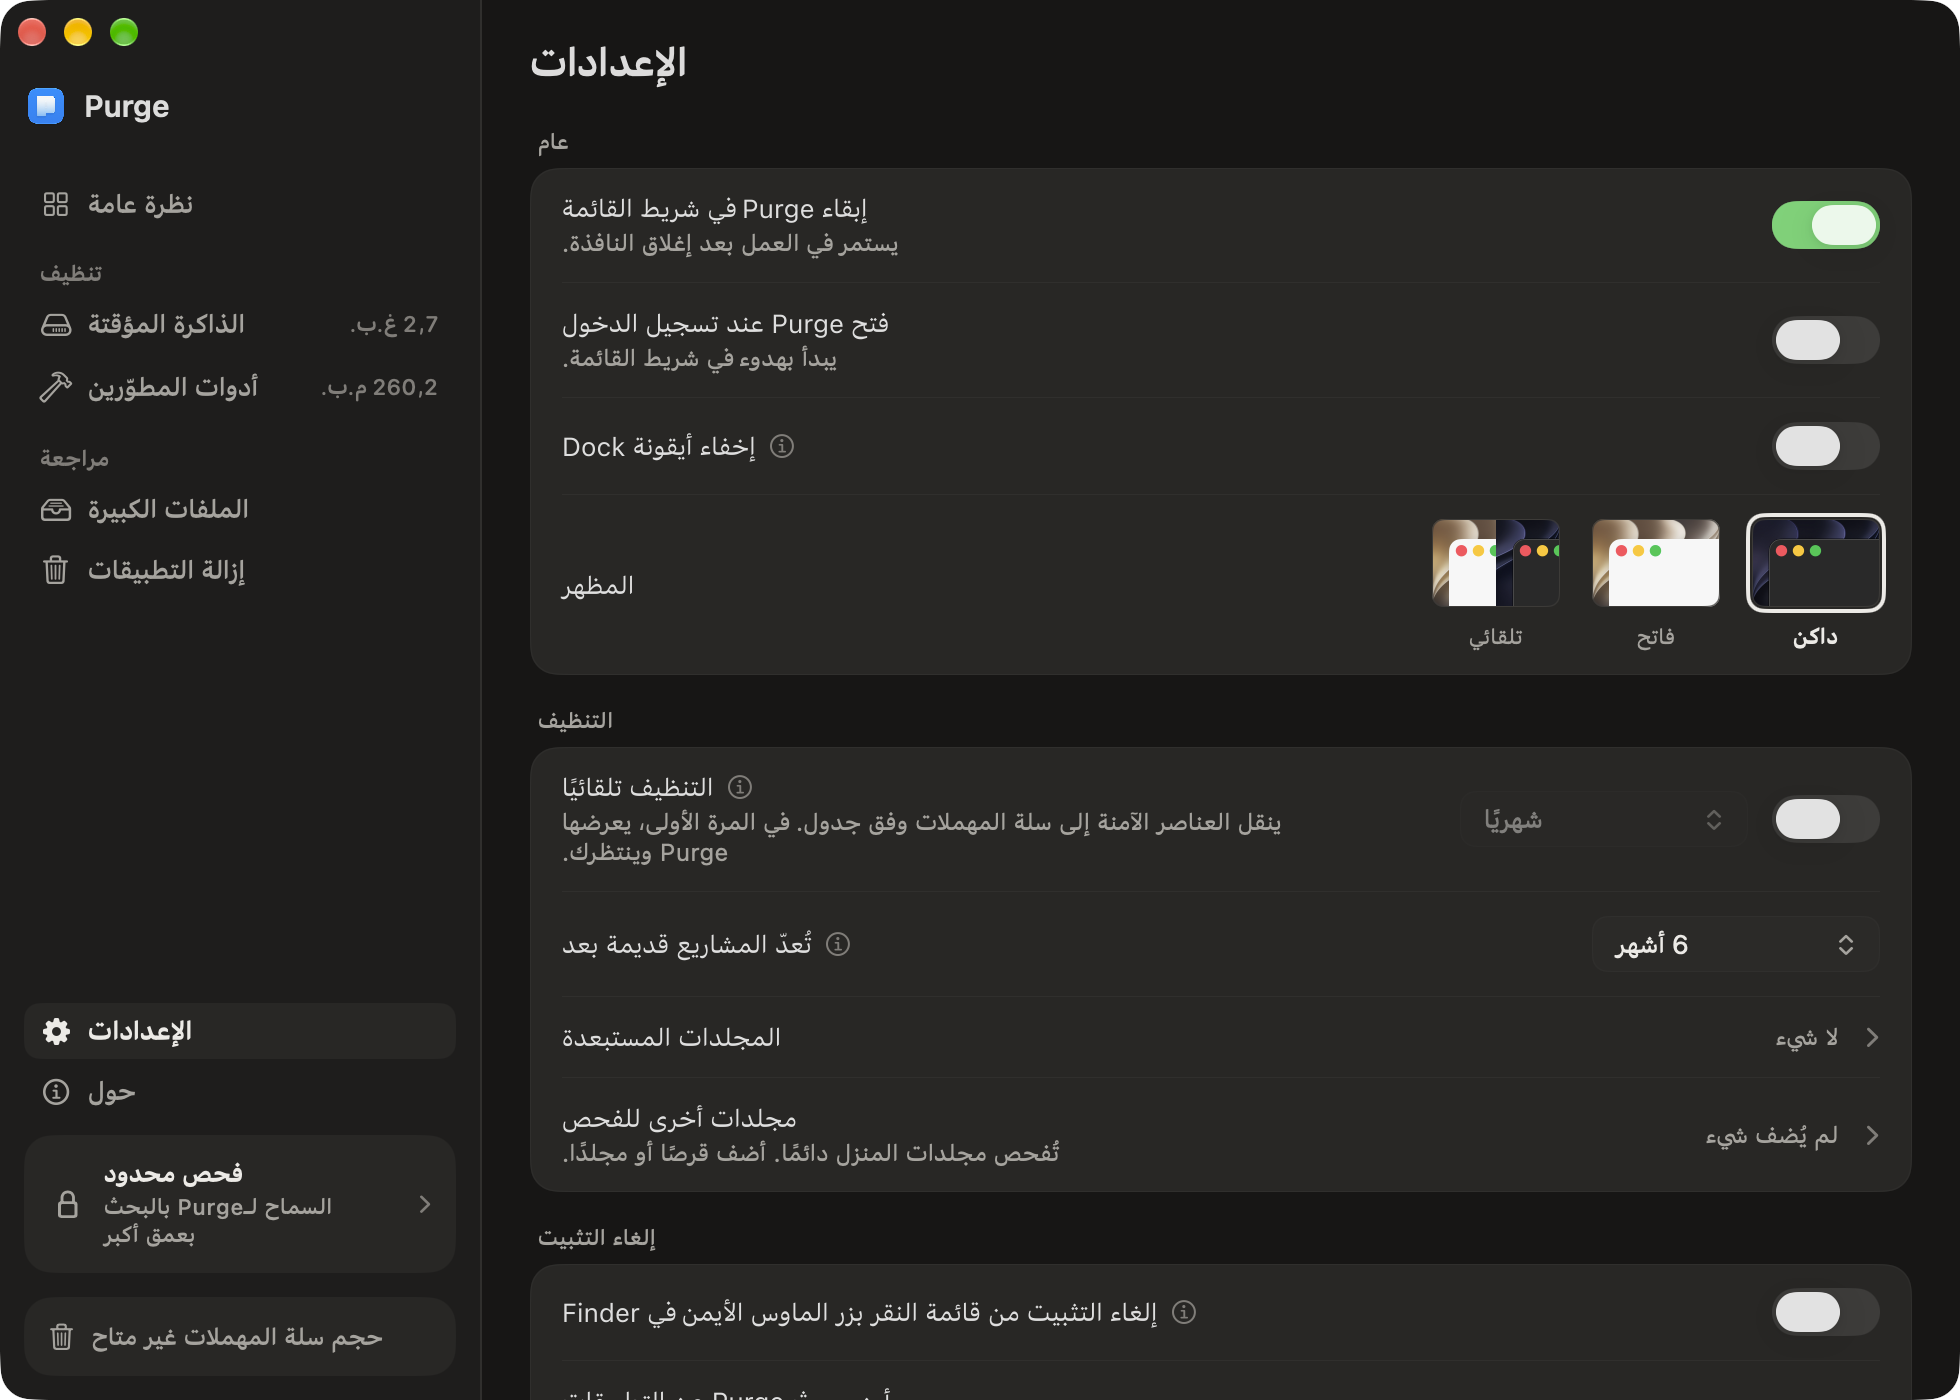 Purge
نظرة عامة
تنظيف
الذاكرة المؤقتة 2,7 غ.ب.
أدوات المطوّرين 260,2 م.ب.
مراجعة
الملفات الكبيرة
إزالة التطبيقات
الإعدادات
حول
فحص محدود
السماح لـPurge بالبحث
بعمق أكبر
حجم سلة المهملات غير متاح
الإعدادات
عام
إبقاء Purge في شريط القائمة
يستمر في العمل بعد إغلاق النافذة.
فتح Purge عند تسجيل الدخول
يبدأ بهدوء في شريط القائمة.
إخفاء أيقونة Dock
المظهر
تلقائي
فاتح
داكن
التنظيف
التنظيف تلقائيًا
ينقل العناصر الآمنة إلى سلة المهملات وفق جدول. في المرة الأولى، يعرضها
Purge وينتظرك.
شهريًا
تُعدّ المشاريع قديمة بعد
6 أشهر
المجلدات المستبعدة
لا شيء
مجلدات أخرى للفحص
تُفحص مجلدات المنزل دائمًا. أضف قرصًا أو مجلدًا.
لم يُضف شيء
إلغاء التثبيت
إلغاء التثبيت من قائمة النقر بزر الماوس الأيمن في Finder